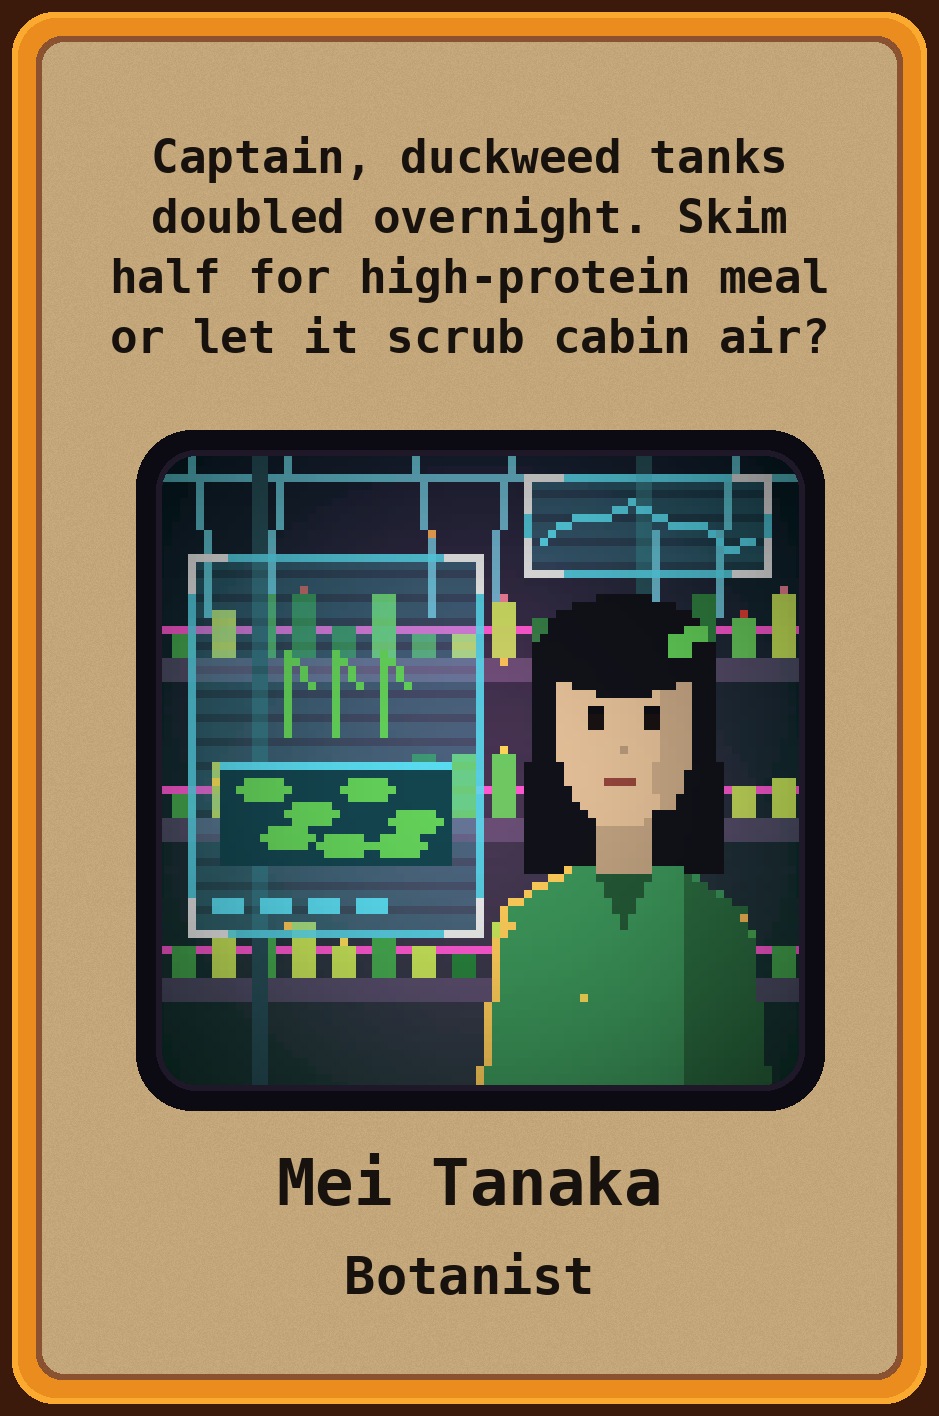 Captain, duckweed tanks
doubled overnight. Skim
half for high-protein meal
or let it scrub cabin air?
Mei Tanaka
Botanist